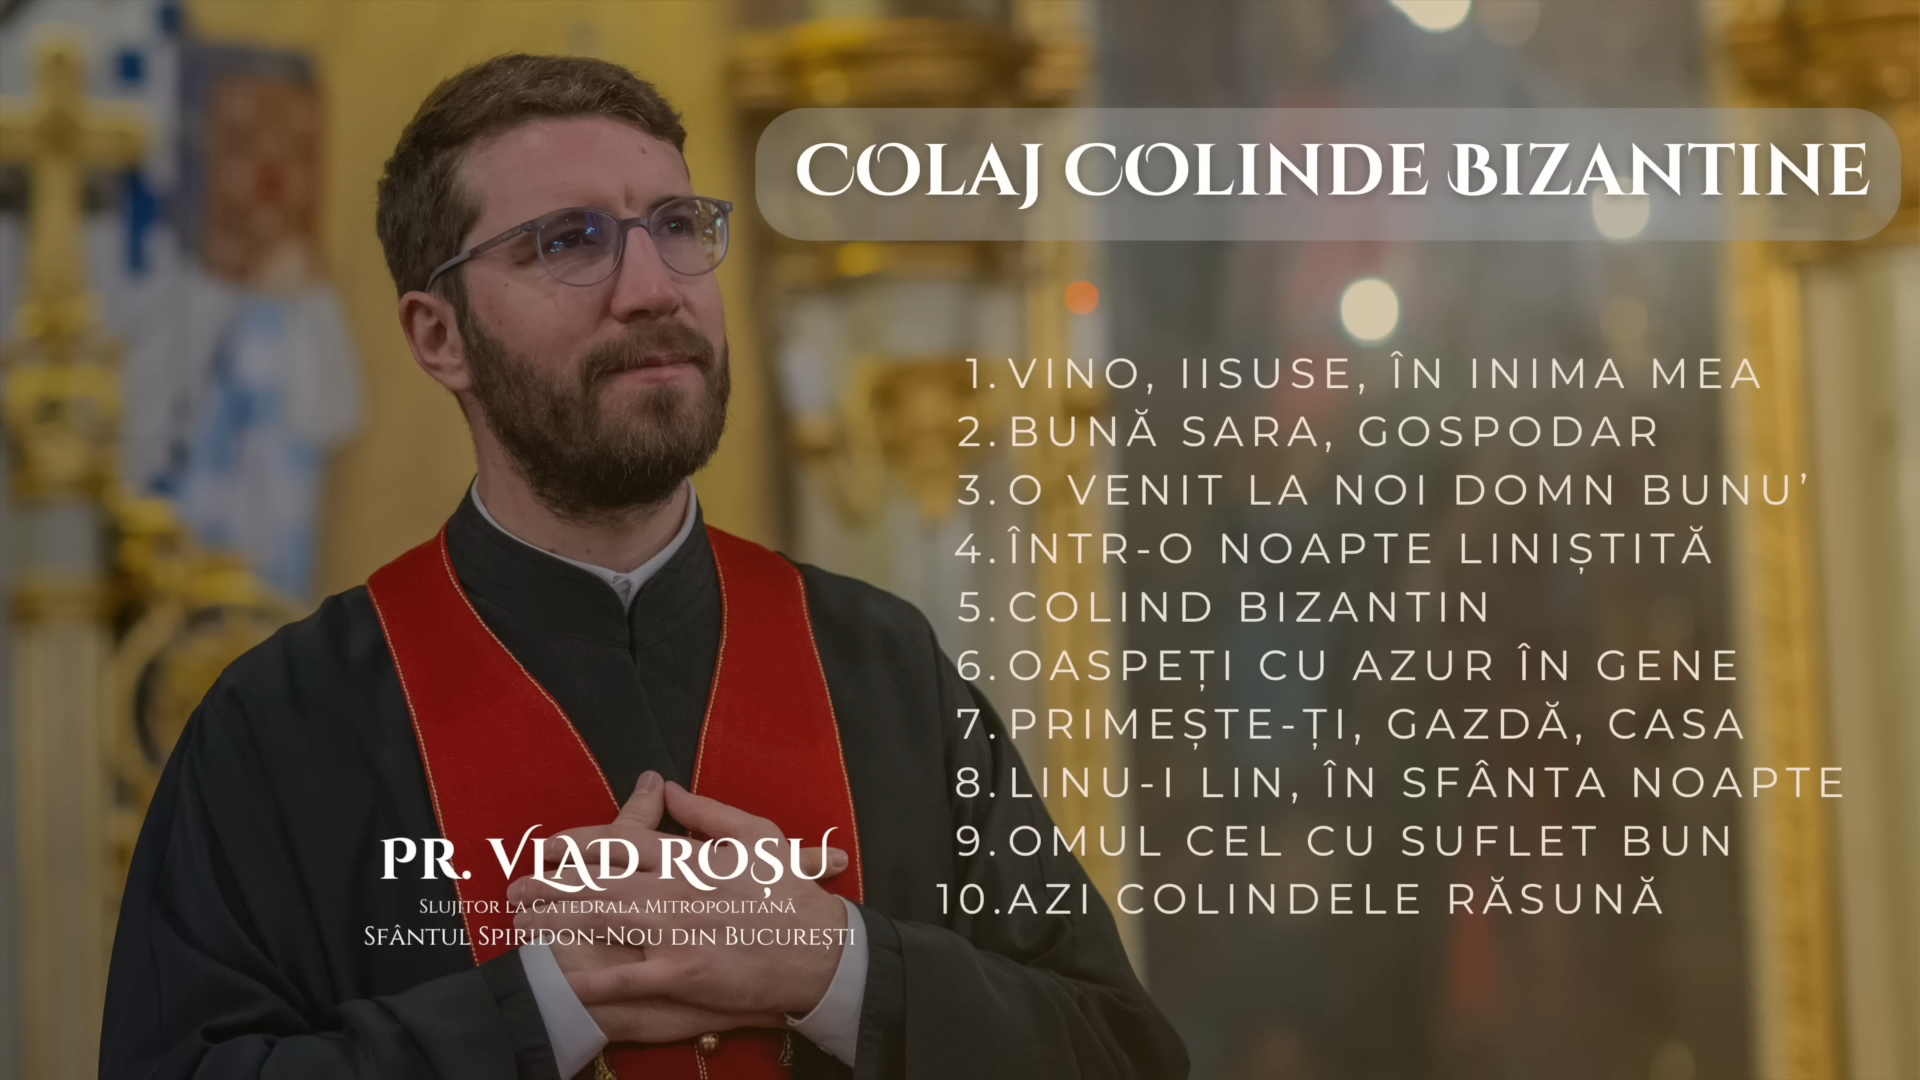 COLAJ COLINDE BIZANTINE
1. VINO, IISUSE, ÎN INIMA MEA
2. BUNĂ SARA, GOSPODAR
3. O VENIT LA NOI DOMN BUNU’
4. ÎNTR-O NOAPTE LINIȘTITĂ
5. COLIND BIZANTIN
6. OASPEȚI CU AZUR ÎN GENE
7. PRIMEȘTE-ȚI, GAZDĂ, CASA
8. LINU-I LIN, ÎN SFÂNTA NOAPTE
9. OMUL CEL CU SUFLET BUN
10. AZI COLINDELE RĂSUNĂ
PR. VLAD ROȘU
SLUJITOR LA CATEDRALA MITROPOLITANĂ
SFÂNTUL SPIRIDON-NOU DIN BUCUREȘTI